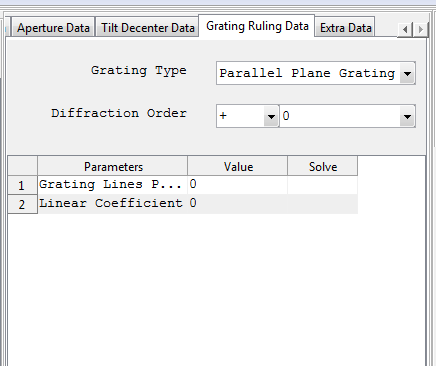 Aperture Data Tilt Decenter Data Grating Ruling Data Extra Data
Grating Type Parallel Plane Grating
Diffraction Order + 0
Parameters Value Solve
1 Grating Lines P... 0
2 Linear Coefficient 0